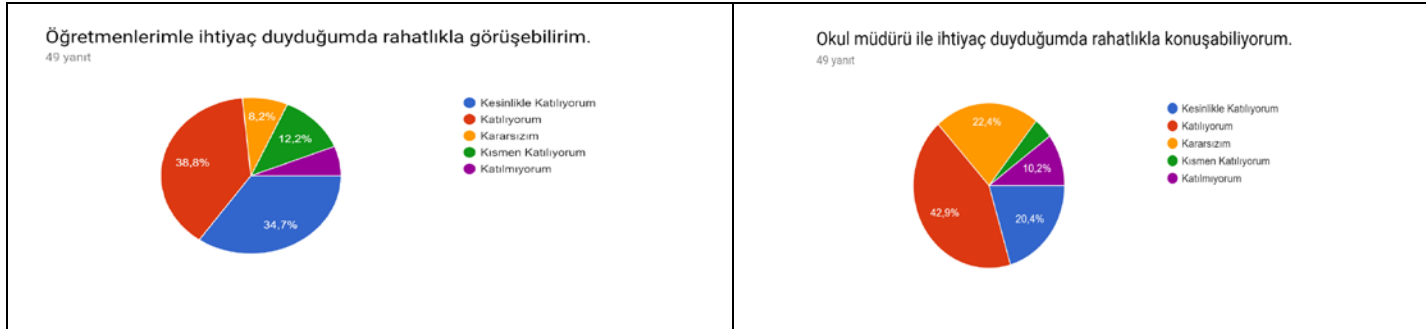 Öğretmenlerimle ihtiyaç duyduğumda rahatlıkla görüşebilirim.
49 yanıt
Kesinlikle Katılıyorum
Katılıyorum
Kararsızım
Kısmen Katılıyorum
Katılmıyorum
8,2%
12,2%
38,8%
34,7%
Okul müdürü ile ihtiyaç duyduğumda rahatlıkla konuşabiliyorum.
49 yanıt
Kesinlikle Katılıyorum
Katılıyorum
Kararsızım
Kısmen Katılıyorum
Katılmıyorum
22,4%
10,2%
42,9%
20,4%